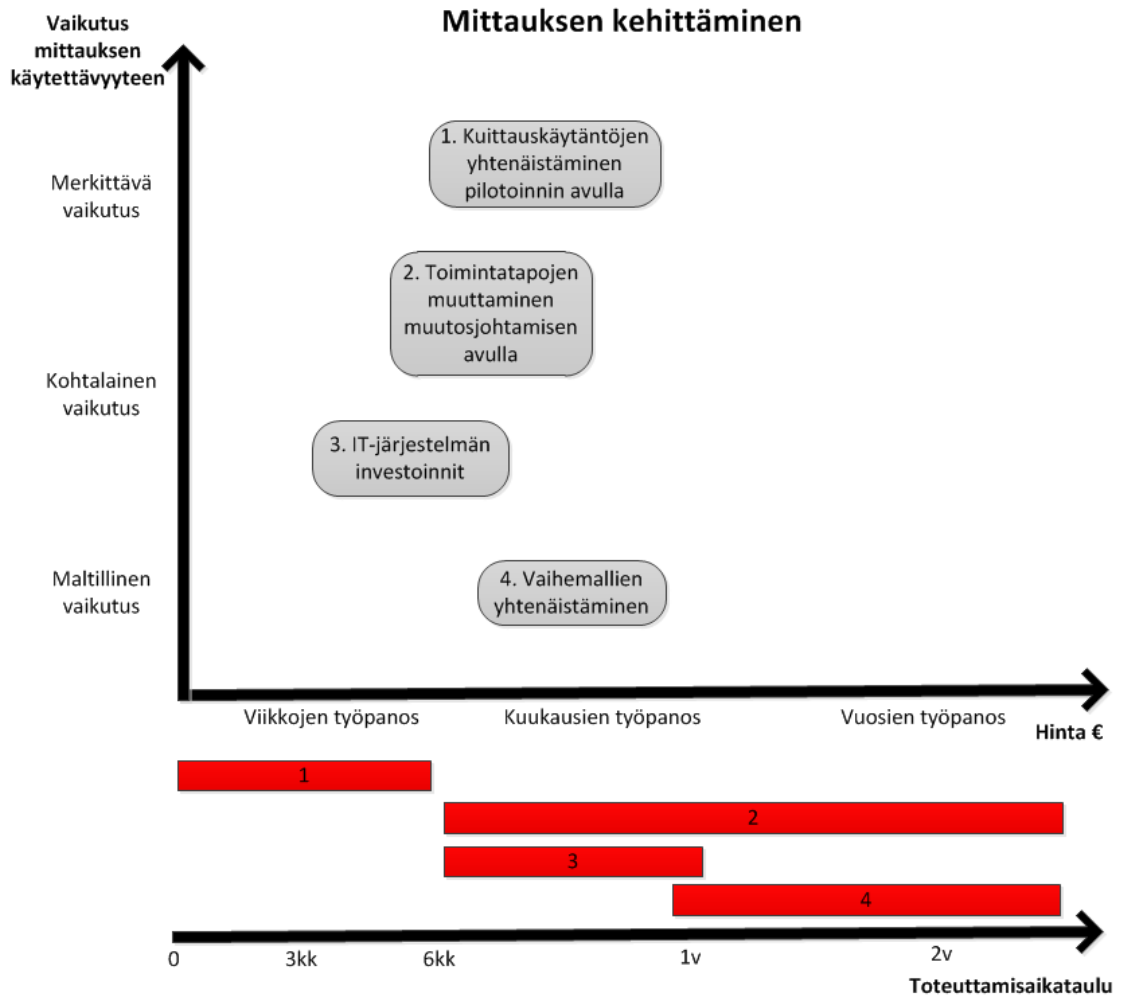 Mittauksen kehittäminen
Vaikutus
mittauksen
käytettävyyteen
Merkittävä
vaikutus
Kohtalainen
vaikutus
Maltillinen
vaikutus
1. Kuittauskäytäntöjen
yhtenäistäminen
pilotoinnin avulla
2. Toimintatapojen
muuttaminen
muutosjohtamisen
avulla
3. IT-järjestelmän
investoinnit
4. Vaihemallien
yhtenäistäminen
Viikkojen työpanos
Kuukausien työpanos
Vuosien työpanos
Hinta €
1
2
3
4
0
3kk
6kk
1v
2v
Toteuttamisaikataulu